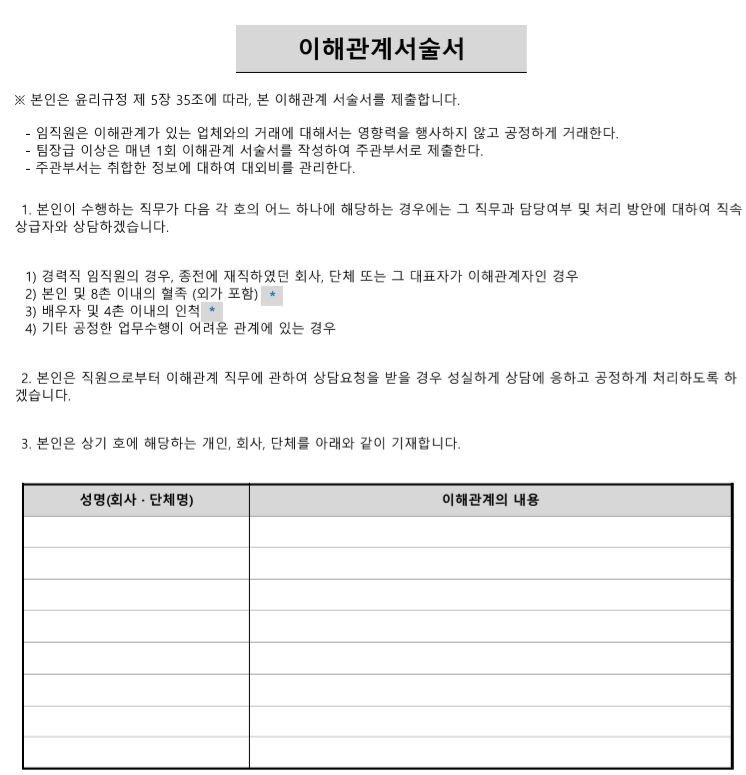 이해관계서술서
※ 본인은 윤리규정 제 5장 35조에 따라, 본 이해관계 서술서를 제출합니다.
- 임직원은 이해관계가 있는 업체와의 거래에 대해서는 영향력을 행사하지 않고 공정하게 거래한다.
- 팀장급 이상은 매년 1회 이해관계 서술서를 작성하여 주관부서로 제출한다.
- 주관부서는 취합한 정보에 대하여 대외비를 관리한다.
1. 본인이 수행하는 직무가 다음 각 호의 어느 하나에 해당하는 경우에는 그 직무과 담당여부 및 처리 방안에 대하여 직속
상급자와 상담하겠습니다.
1) 경력직 임직원의 경우, 종전에 재직하였던 회사, 단체 또는 그 대표자가 이해관계자인 경우
2) 본인 및 8촌 이내의 혈족 (외가 포함) *
3) 배우자 및 4촌 이내의 인척 *
4) 기타 공정한 업무수행이 어려운 관계에 있는 경우
2. 본인은 직원으로부터 이해관계 직무에 관하여 상담요청을 받을 경우 성실하게 상담에 응하고 공정하게 처리하도록 하
겠습니다.
3. 본인은 상기 호에 해당하는 개인, 회사, 단체를 아래와 같이 기재합니다.
성명(회사 · 단체명) 이해관계의 내용